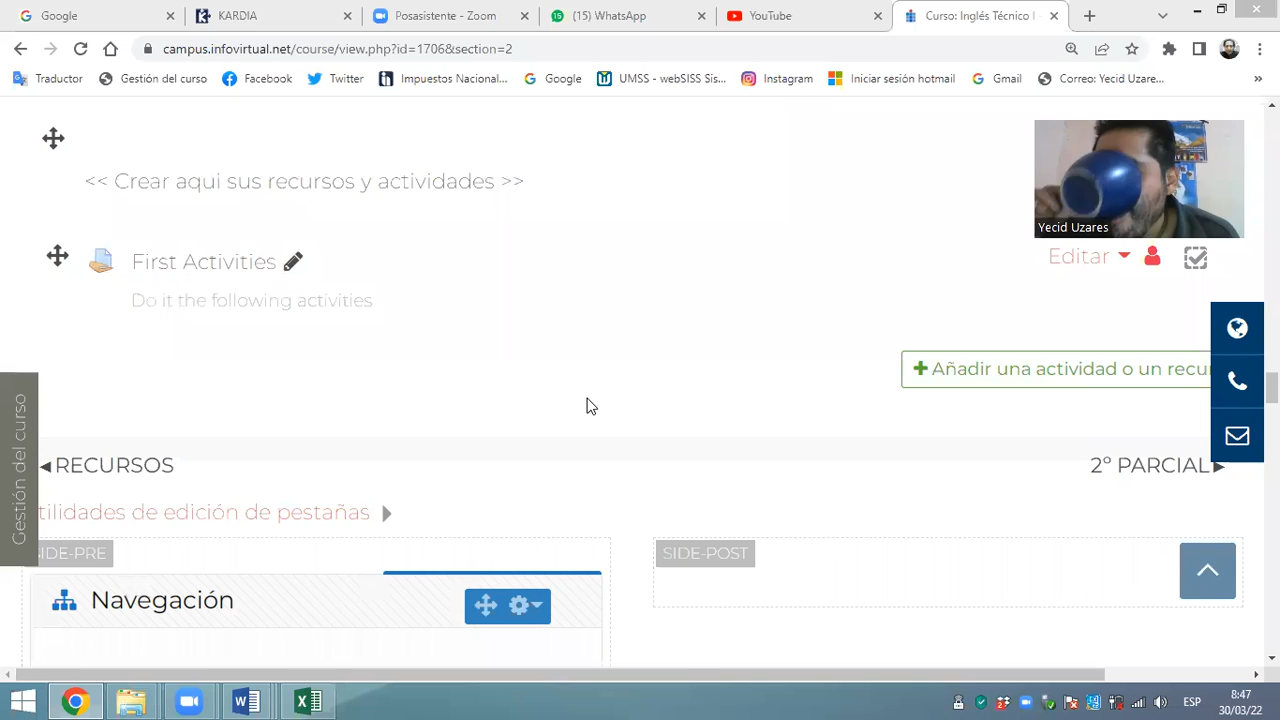 Google
KARDIA
Posasistente - Zoom
(15) WhatsApp
YouTube
Curso: Inglés Técnico I -
campus.infovirtual.net/course/view.php?id=1706&section=2
Traductor
Gestión del curso
Facebook
Twitter
Impuestos Nacional...
Google
UMSS - webSISS Sis...
Instagram
Iniciar sesión hotmail
Gmail
Correo: Yecid Uzare...
»
<< Crear aqui sus recursos y actividades >>
Yecid Uzares
First Activities
Editar
Do it the following activities
Añadir una actividad o un recu
Gestión del curso
RECURSOS
2º PARCIAL
tilidades de edición de pestañas
SIDE-PRE
SIDE-POST
Navegación
ESP
8:47
30/03/22